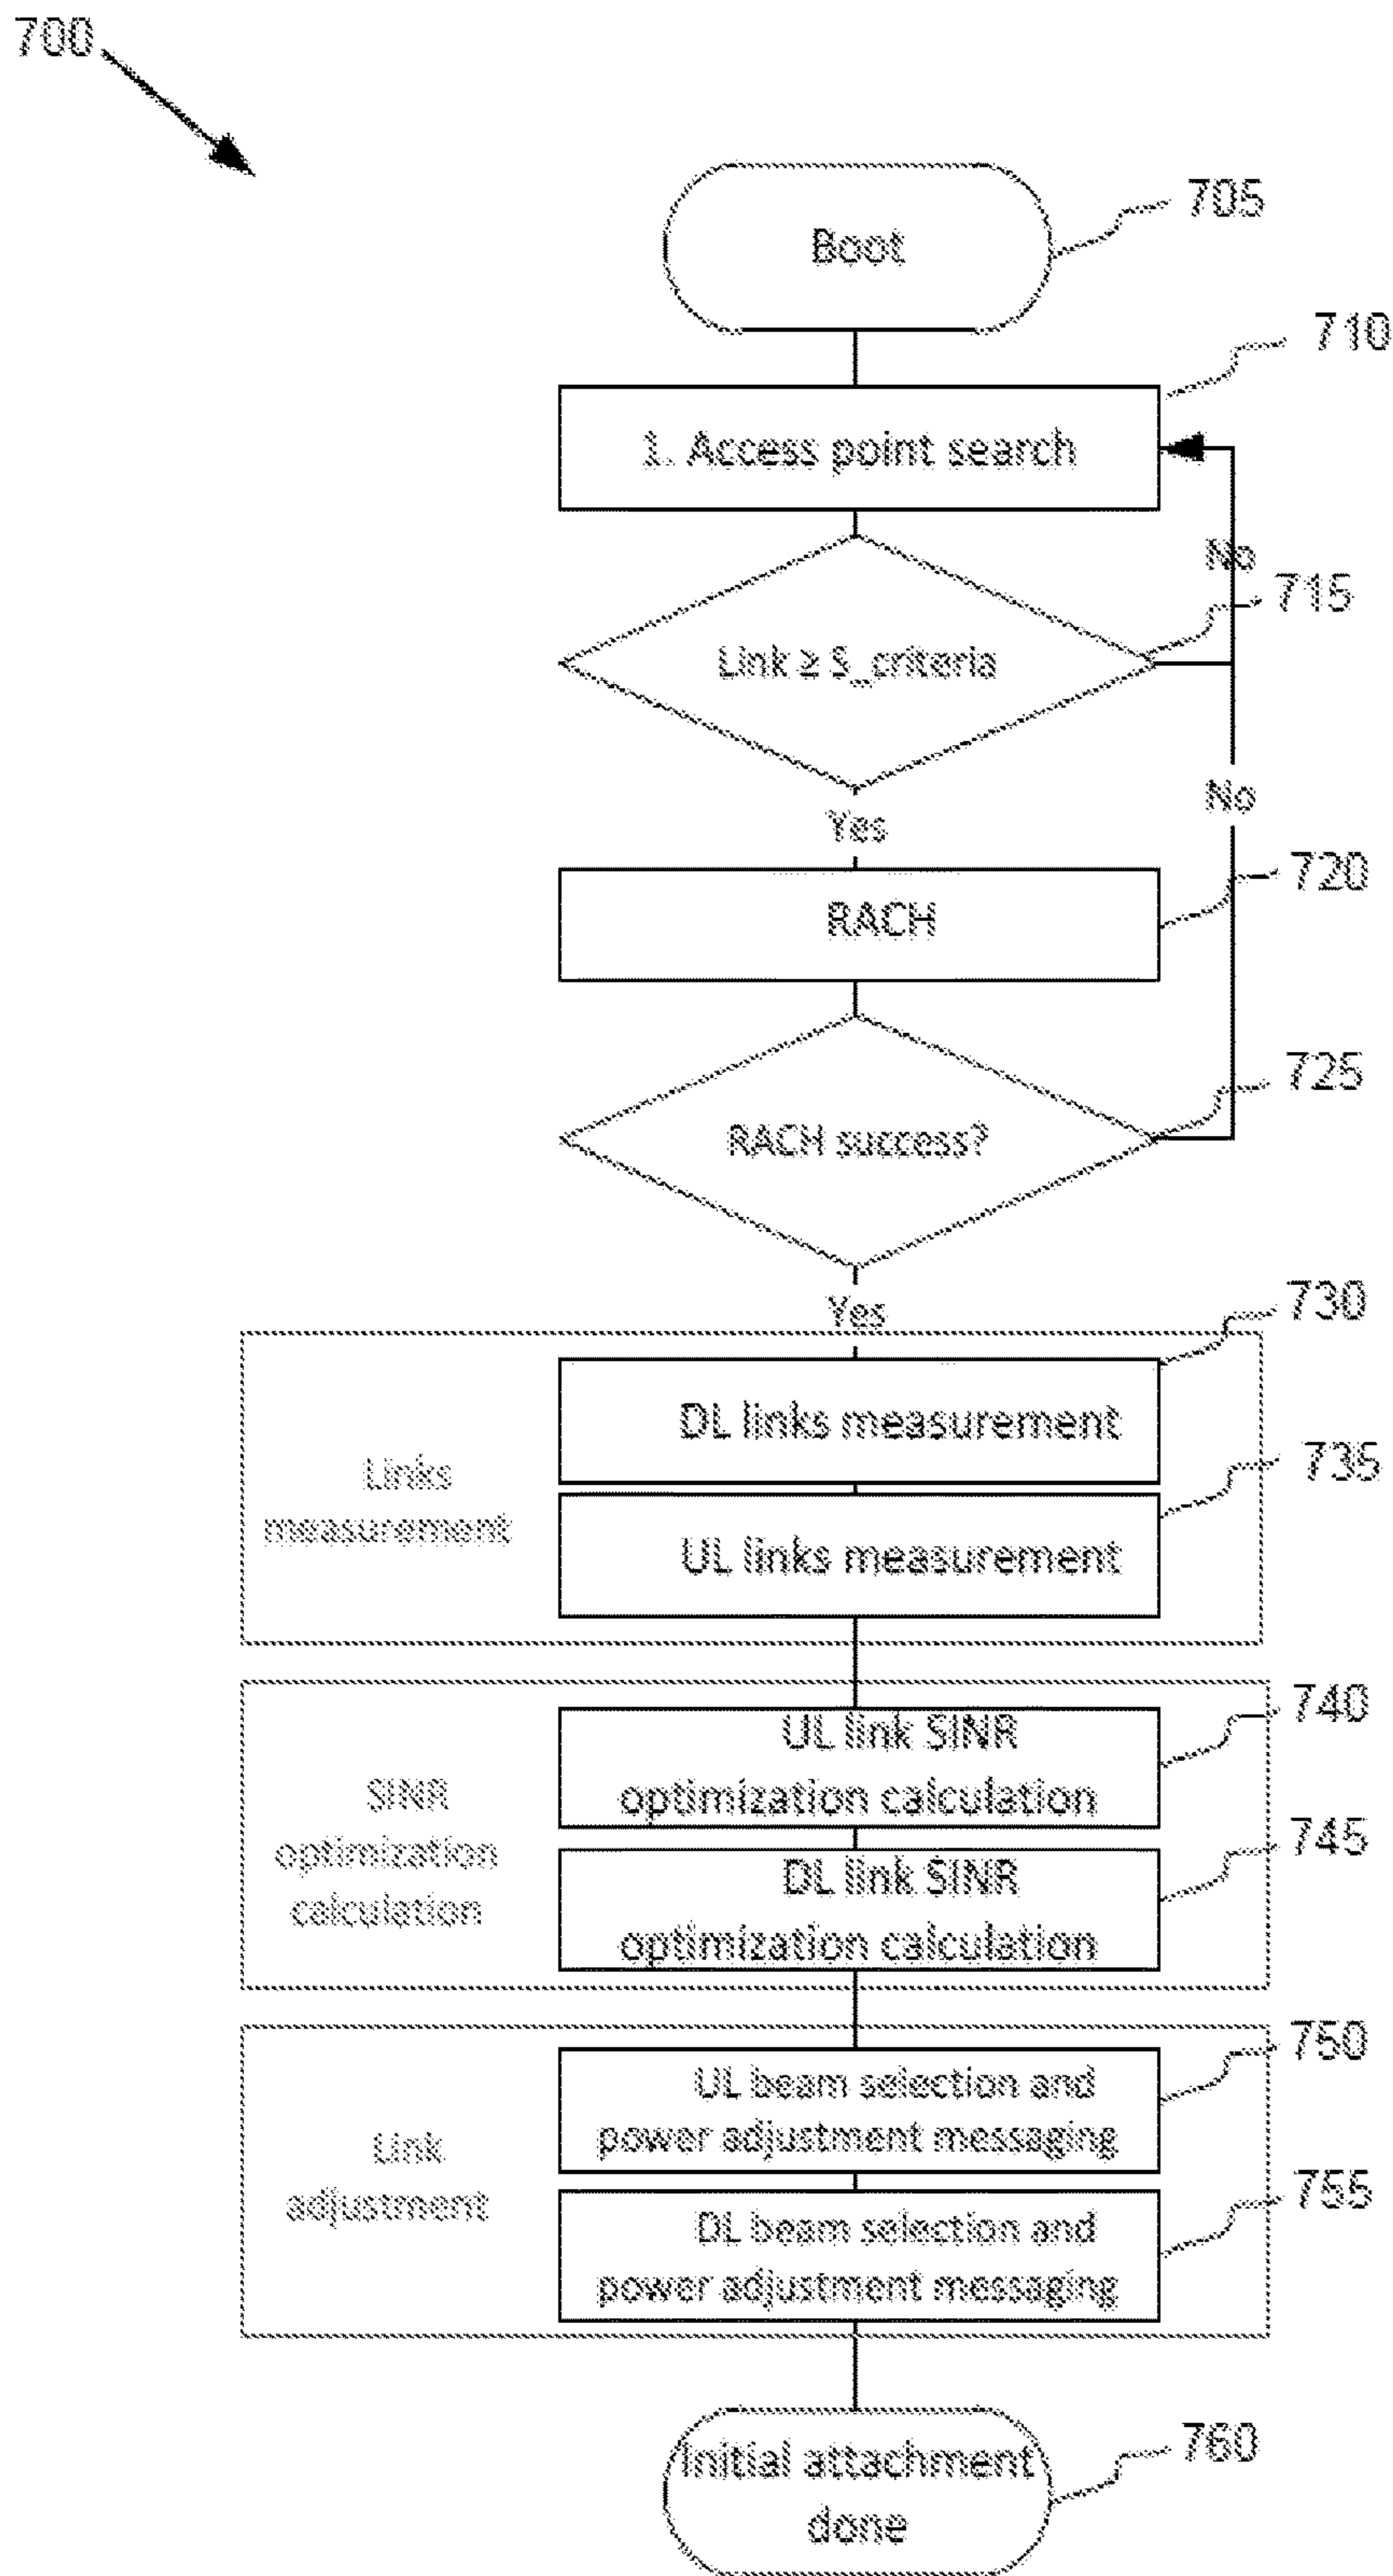 700
Boot
705
710
1. Access point search
No
715
Link ≥ S_criteria
No
Yes
720
RACH
725
RACH success?
Yes
730
DL links measurement
735
Links
measurement
UL links measurement
740
UL link SINR
optimization calculation
SINR
optimization
calculation
745
DL link SINR
optimization calculation
750
UL beam selection and
power adjustment messaging
Link
adjustment
755
DL beam selection and
power adjustment messaging
760
Initial attachment
done